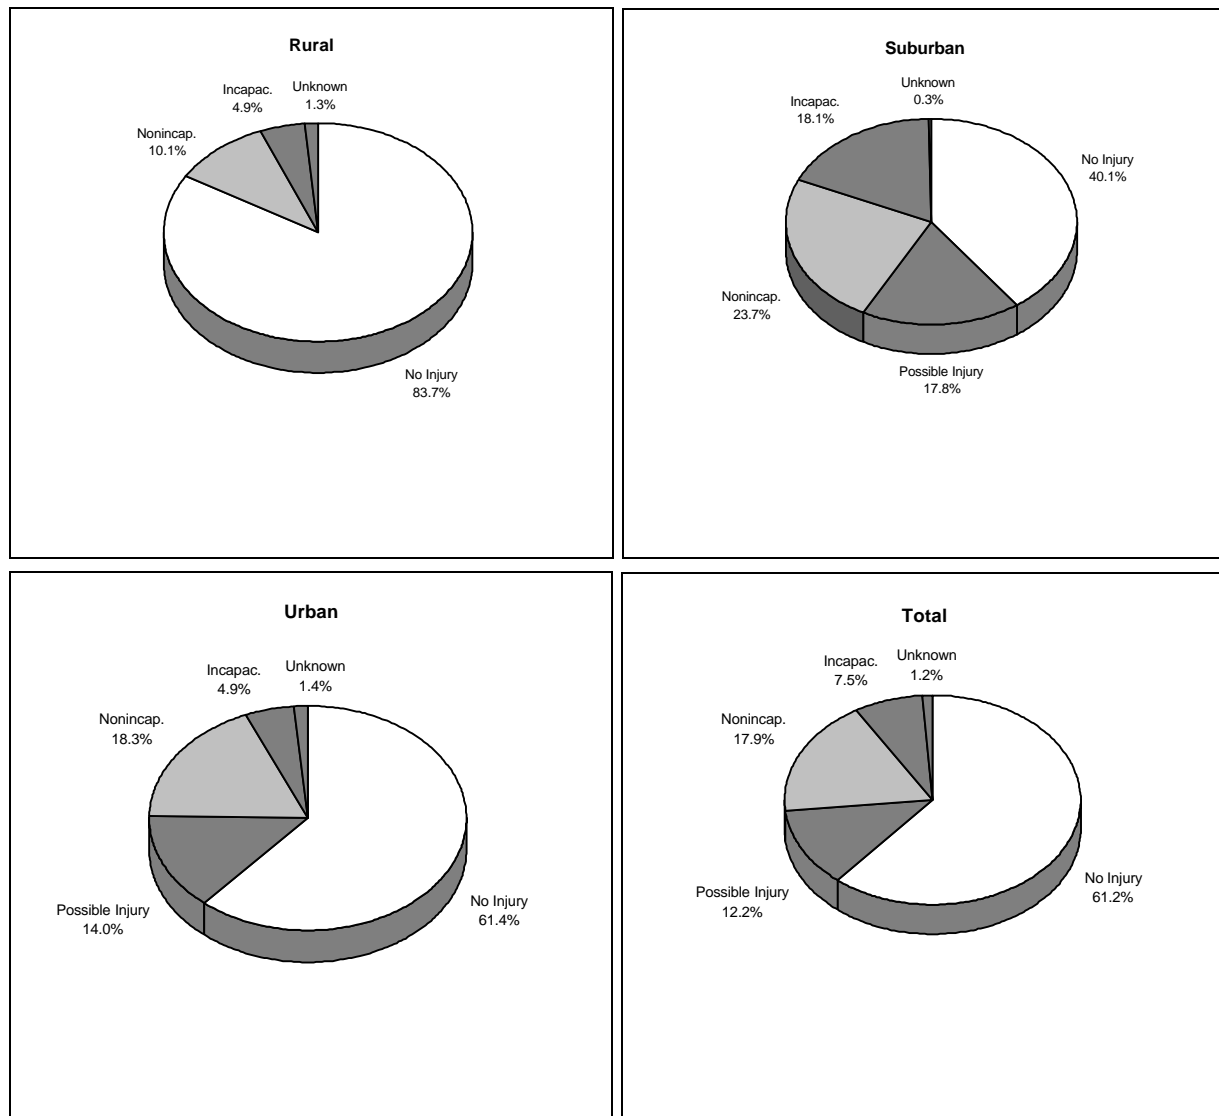 Rural
Incapac.
4.9%
Unknown
1.3%
Nonincap.
10.1%
No Injury
83.7%
Suburban
Unknown
0.3%
Incapac.
18.1%
No Injury
40.1%
Nonincap.
23.7%
Possible Injury
17.8%
Urban
Incapac.
4.9%
Unknown
1.4%
Nonincap.
18.3%
Possible Injury
14.0%
No Injury
61.4%
Total
Incapac.
7.5%
Unknown
1.2%
Nonincap.
17.9%
Possible Injury
12.2%
No Injury
61.2%